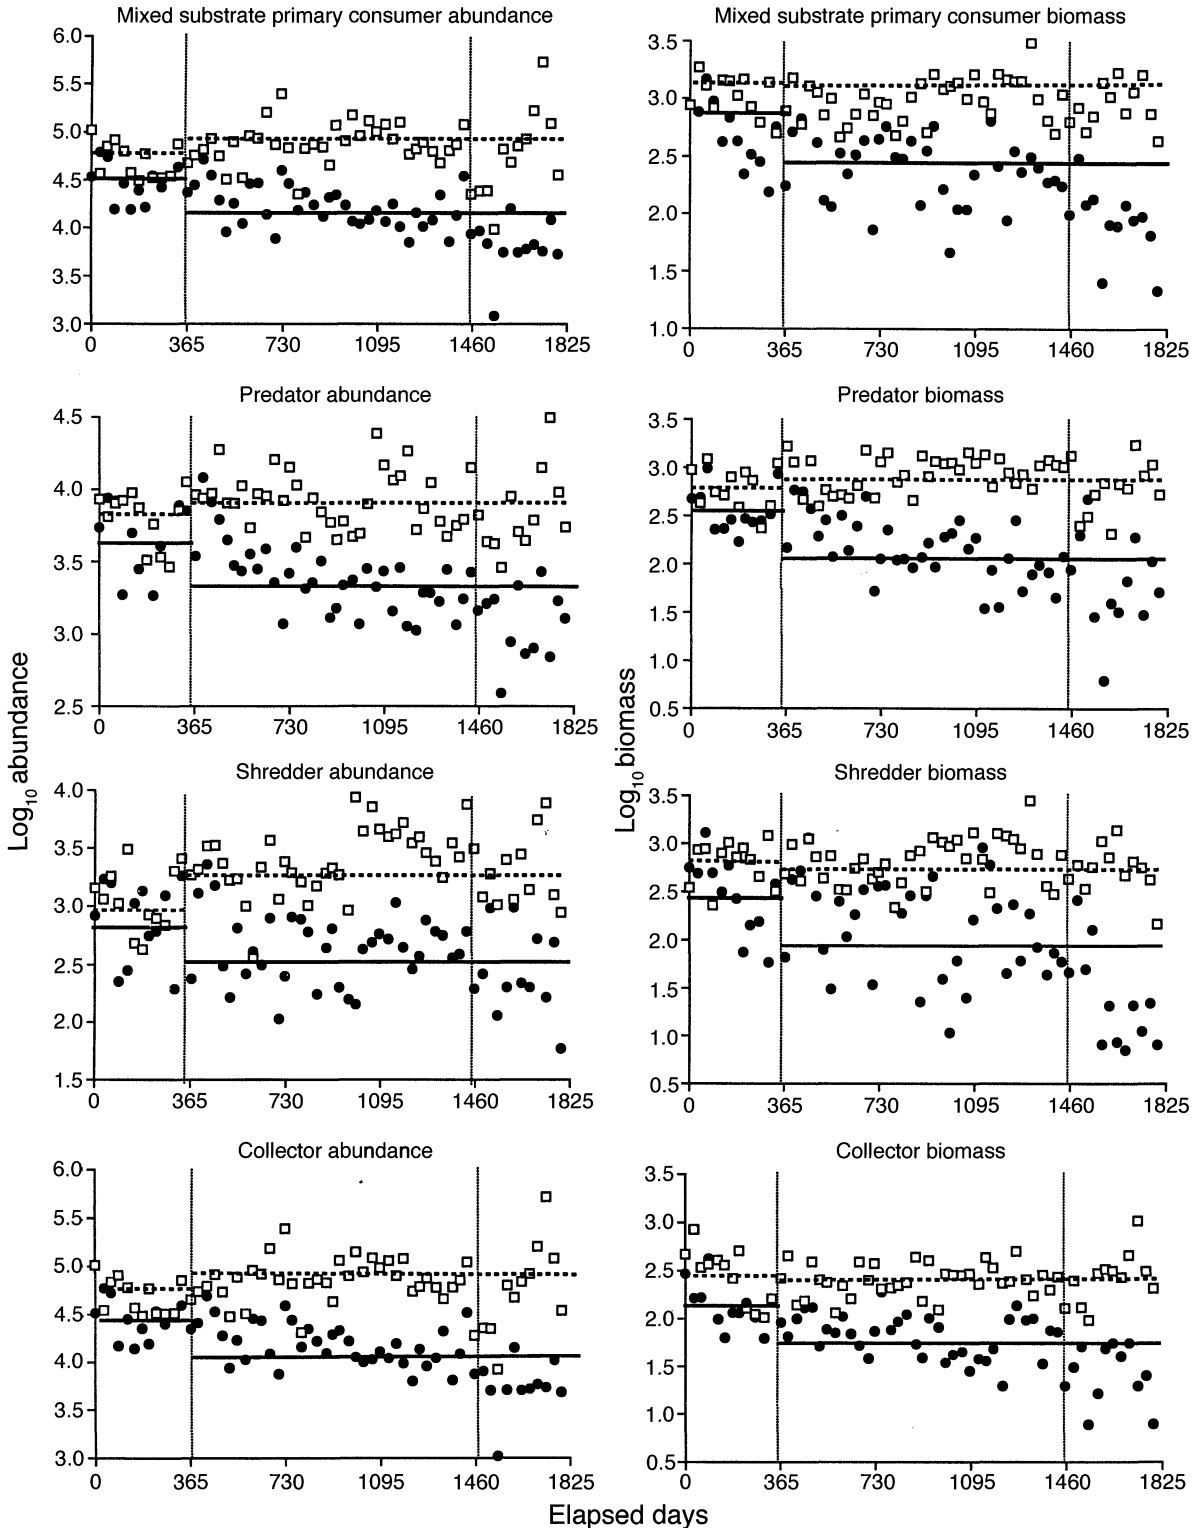 Mixed substrate primary consumer abundance
6.0
5.5
5.0
4.5
4.0
3.5
3.0
0 365 730 1095 1460 1825
Mixed substrate primary consumer biomass
3.5
3.0
2.5
2.0
1.5
1.0
0 365 730 1095 1460 1825
Predator abundance
4.5
4.0
3.5
3.0
2.5
0 365 730 1095 1460 1825
Predator biomass
3.5
3.0
2.5
2.0
1.5
1.0
0.5
0 365 730 1095 1460 1825
Log10 abundance
Log10 biomass
Shredder abundance
4.0
3.5
3.0
2.5
2.0
1.5
0 365 730 1095 1460 1825
Shredder biomass
3.5
3.0
2.5
2.0
1.5
1.0
0.5
0 365 730 1095 1460 1825
Collector abundance
6.0
5.5
5.0
4.5
4.0
3.5
3.0
0 365 730 1095 1460 1825
Collector biomass
3.5
3.0
2.5
2.0
1.5
1.0
0.5
0 365 730 1095 1460 1825
Elapsed days